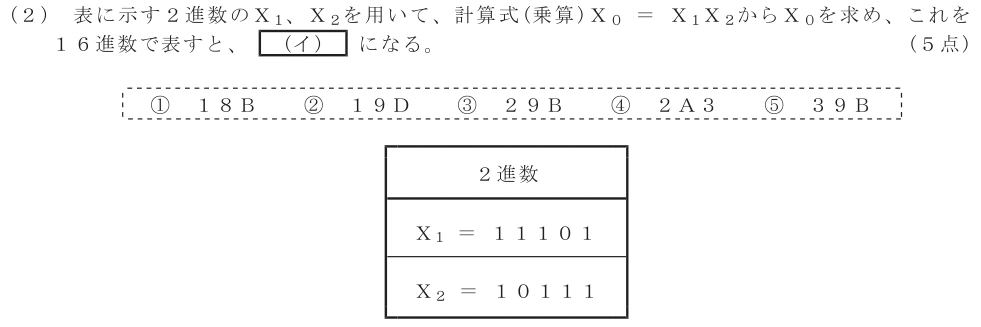 (2) 表に示す2進数のX₁、X₂を用いて、計算式(乗算)X₀ = X₁X₂からX₀を求め、これを
16進数で表すと、 (イ) になる。 (5点)
① 18B ② 19D ③ 29B ④ 2A3 ⑤ 39B
2進数
X₁ = 11101
X₂ = 10111